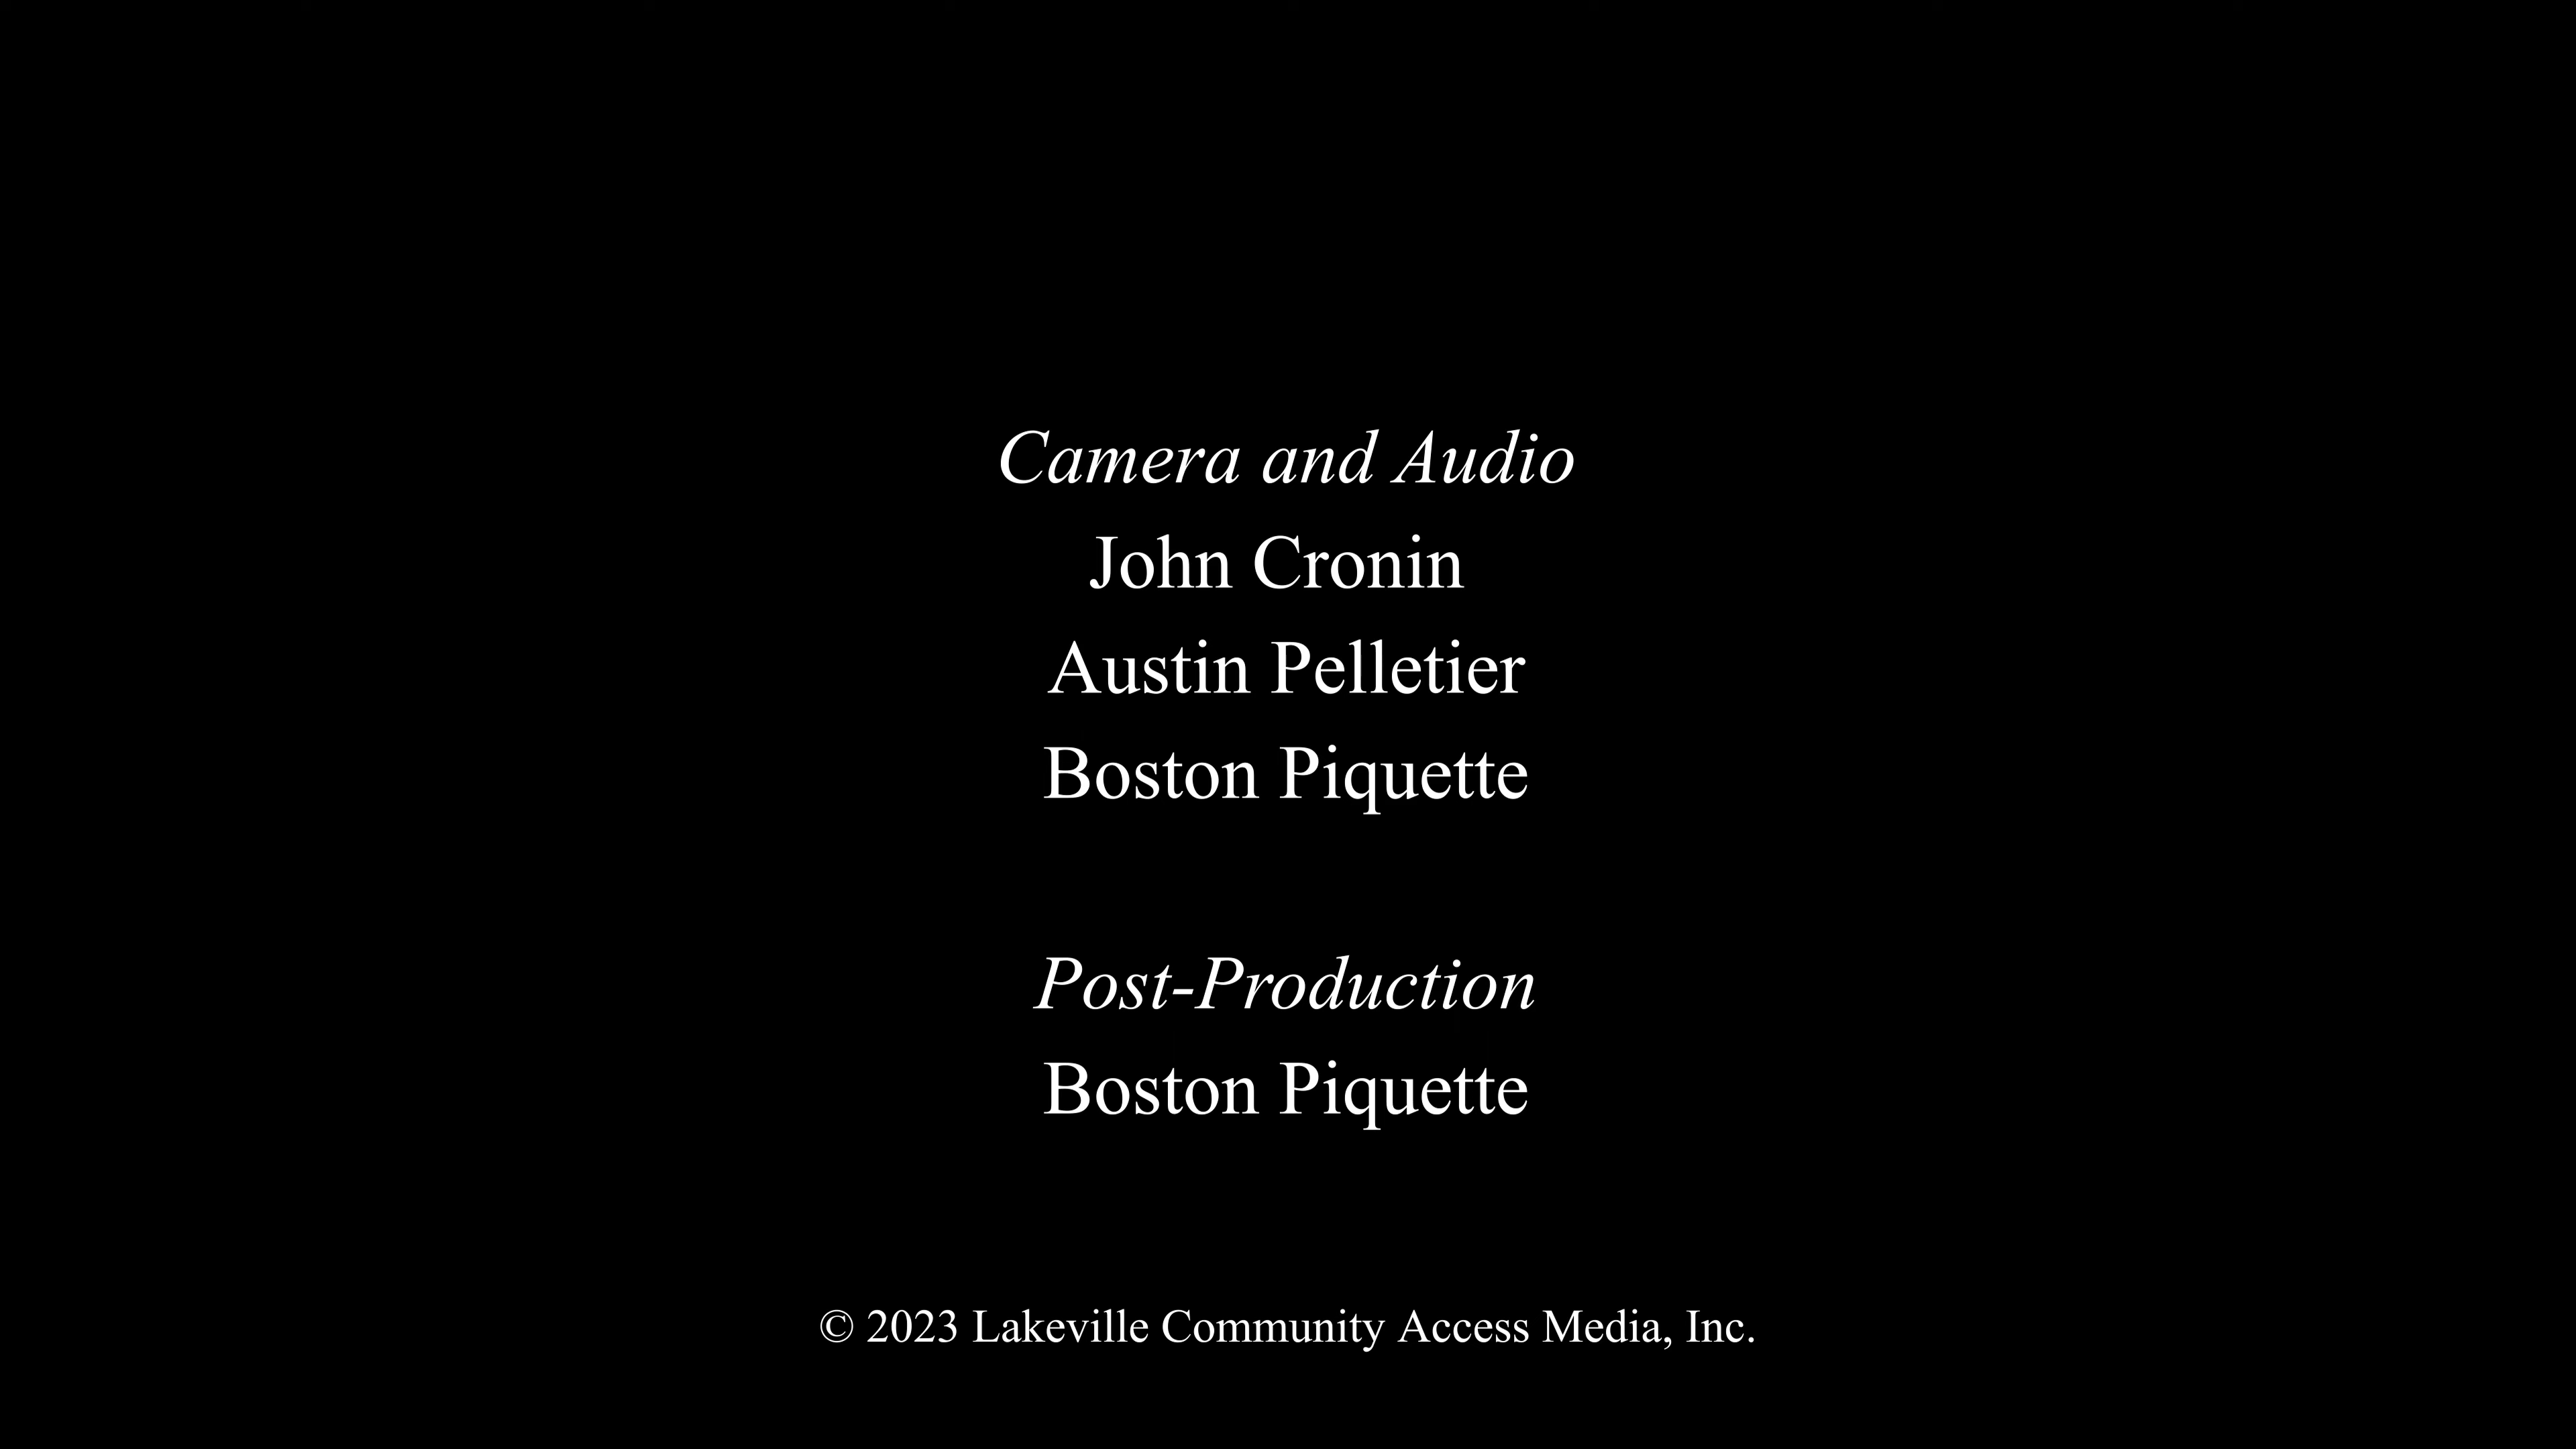 Camera and Audio
John Cronin
Austin Pelletier
Boston Piquette
Post-Production
Boston Piquette
© 2023 Lakeville Community Access Media, Inc.